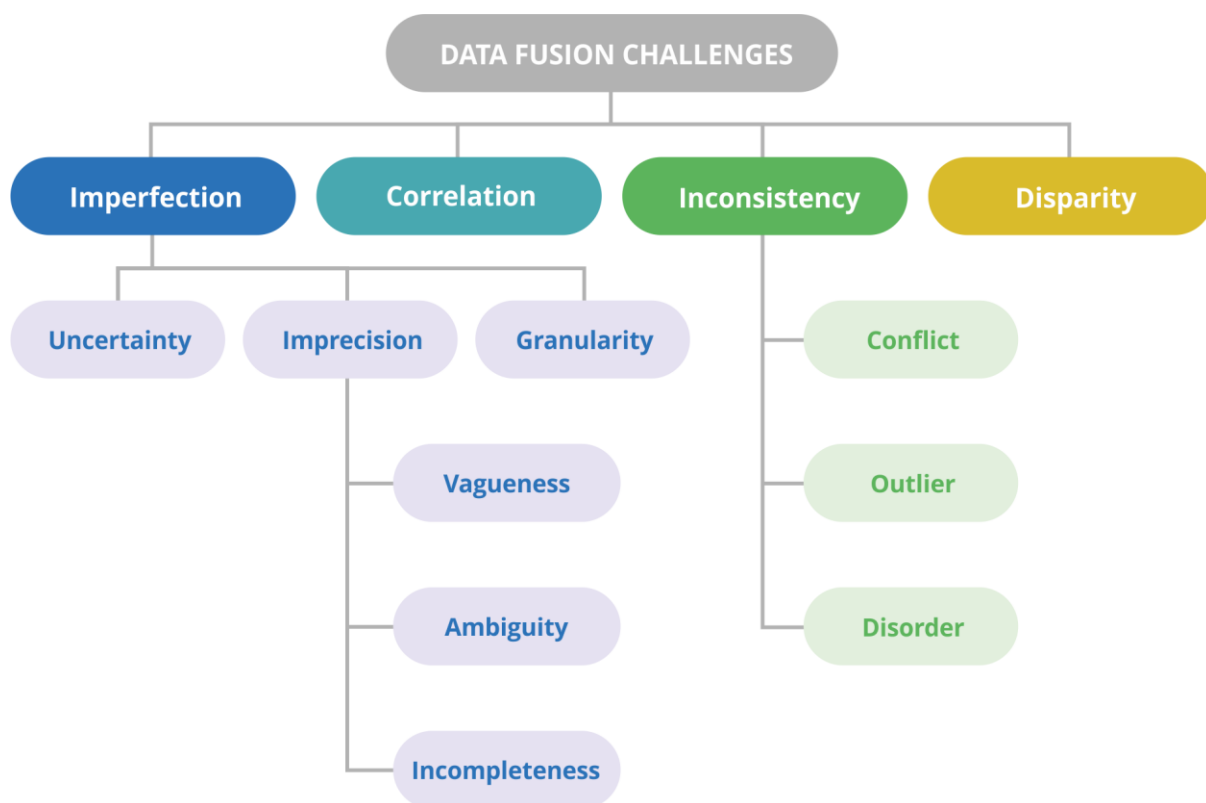 DATA FUSION CHALLENGES
Imperfection
Correlation
Inconsistency
Disparity
Uncertainty
Imprecision
Granularity
Conflict
Vagueness
Outlier
Ambiguity
Disorder
Incompleteness